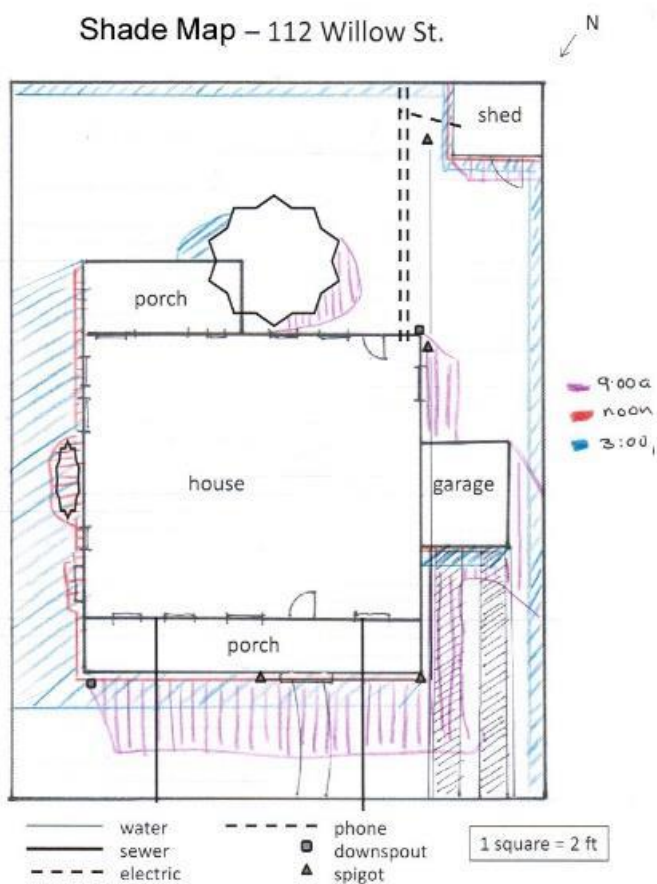 Shade Map – 112 Willow St.
N
shed
porch
9:00a
noon
3:00
house
garage
porch
water
sewer
electric
phone
downspout
spigot
1 square = 2 ft